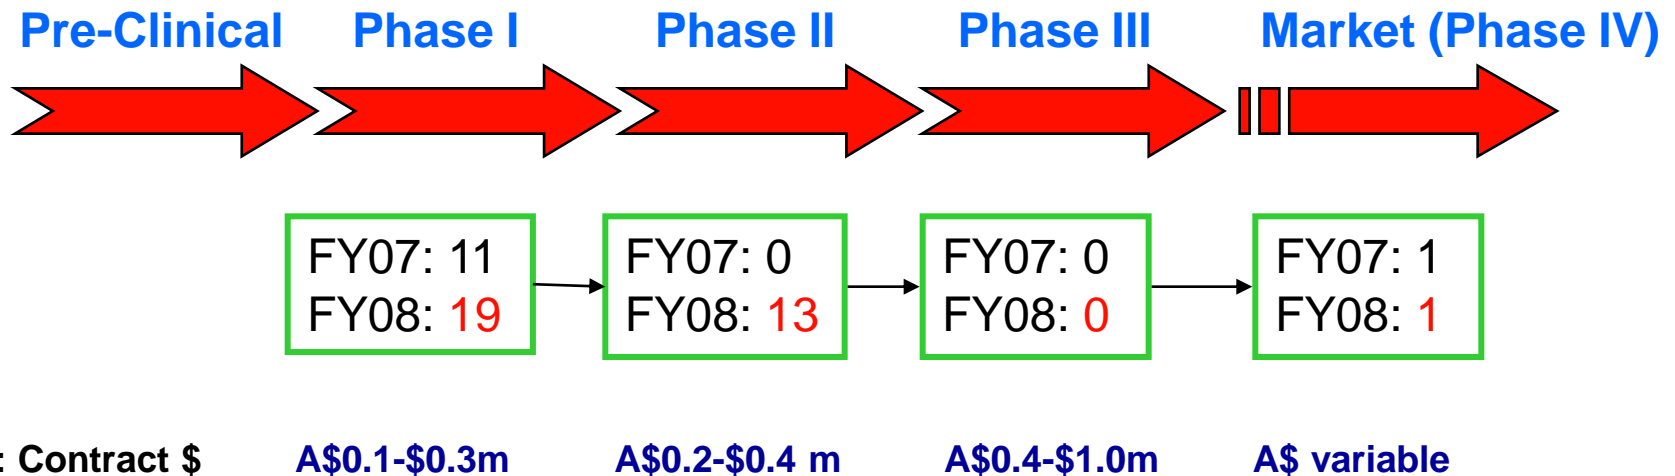 Pre-Clinical Phase I Phase II Phase III Market (Phase IV)
FY07: 11 FY07: 0 FY07: 0 FY07: 1
FY08: 19 FY08: 13 FY08: 0 FY08: 1
: Contract $ A$0.1-$0.3m A$0.2-$0.4 m A$0.4-$1.0m A$ variable